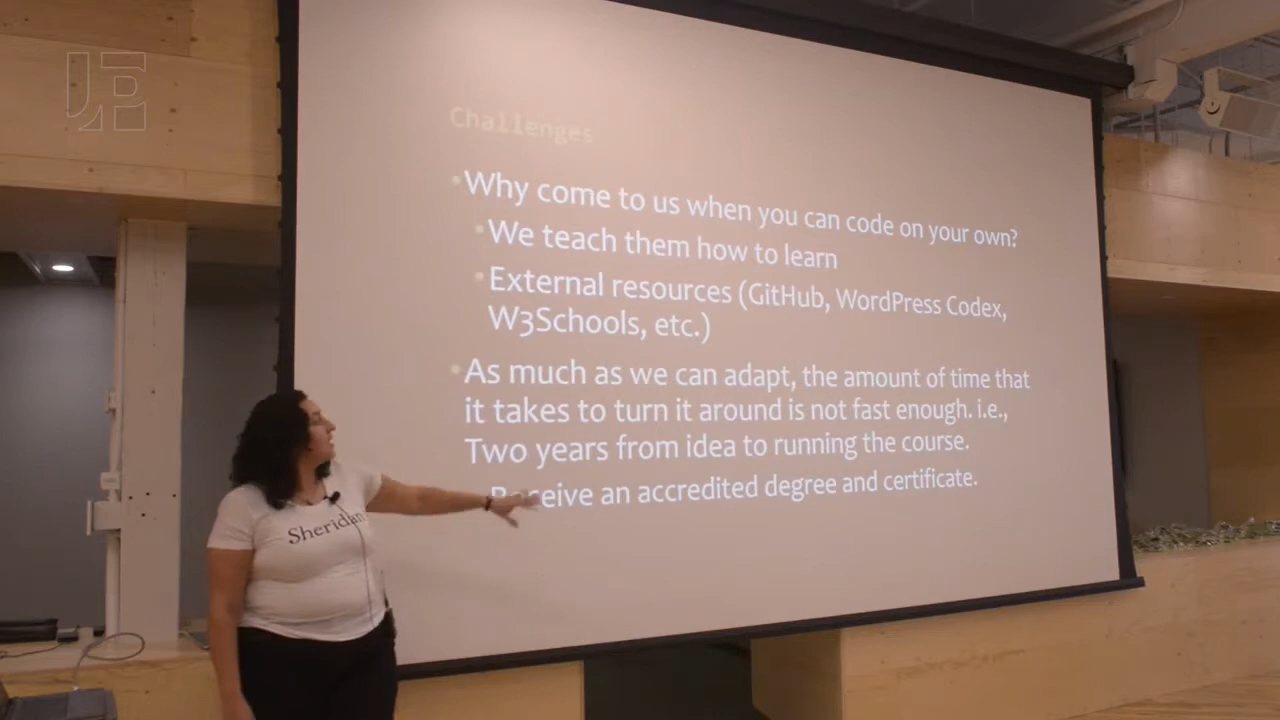 Challenges
Why come to us when you can code on your own?
We teach them how to learn
External resources (GitHub, WordPress Codex,
W3Schools, etc.)
As much as we can adapt, the amount of time that
it takes to turn it around is not fast enough. i.e.,
Two years from idea to running the course.
Receive an accredited degree and certificate.
Sheridan